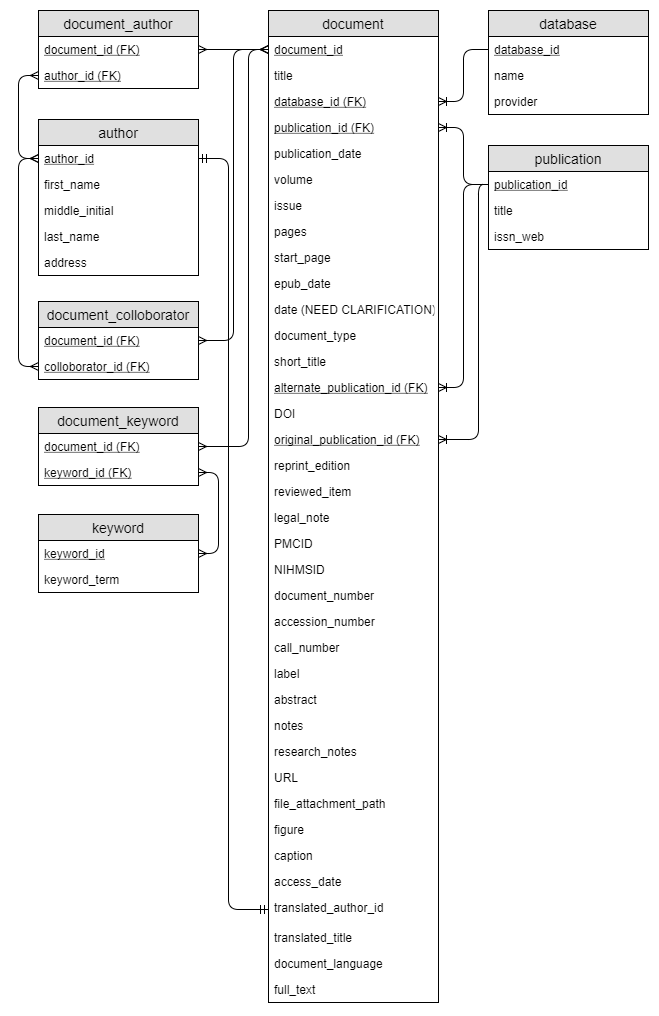 document_author
document_id (FK)
author_id (FK)
author
author_id
first_name
middle_initial
last_name
address
document_colloborator
document_id (FK)
colloborator_id (FK)
document_keyword
document_id (FK)
keyword_id (FK)
keyword
keyword_id
keyword_term
document
document_id
title
database_id (FK)
publication_id (FK)
publication_date
volume
issue
pages
start_page
epub_date
date (NEED CLARIFICATION)
document_type
short_title
alternate_publication_id (FK)
DOI
original_publication_id (FK)
reprint_edition
reviewed_item
legal_note
PMCID
NIHMSID
document_number
accession_number
call_number
label
abstract
notes
research_notes
URL
file_attachment_path
figure
caption
access_date
translated_author_id
translated_title
document_language
full_text
database
database_id
name
provider
publication
publication_id
title
issn_web